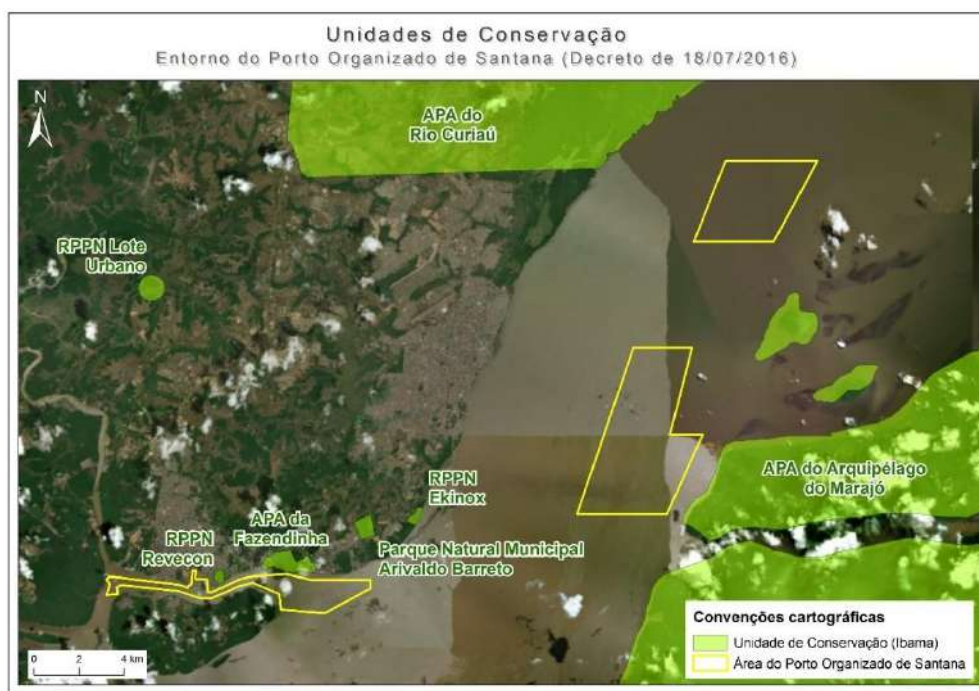 Unidades de Conservação
Entorno do Porto Organizado de Santana (Decreto de 18/07/2016)
N
APA do
Rio Curiaú
RPPN Lote
Urbano
APA do Arquipélago
do Marajó
RPPN
Ekinox
APA da
Fazendinha
RPPN
Revecon
Parque Natural Municipal
Arivaldo Barreto
Convenções cartográficas
Unidade de Conservação (Ibama)
Área do Porto Organizado de Santana
0 2 4 km